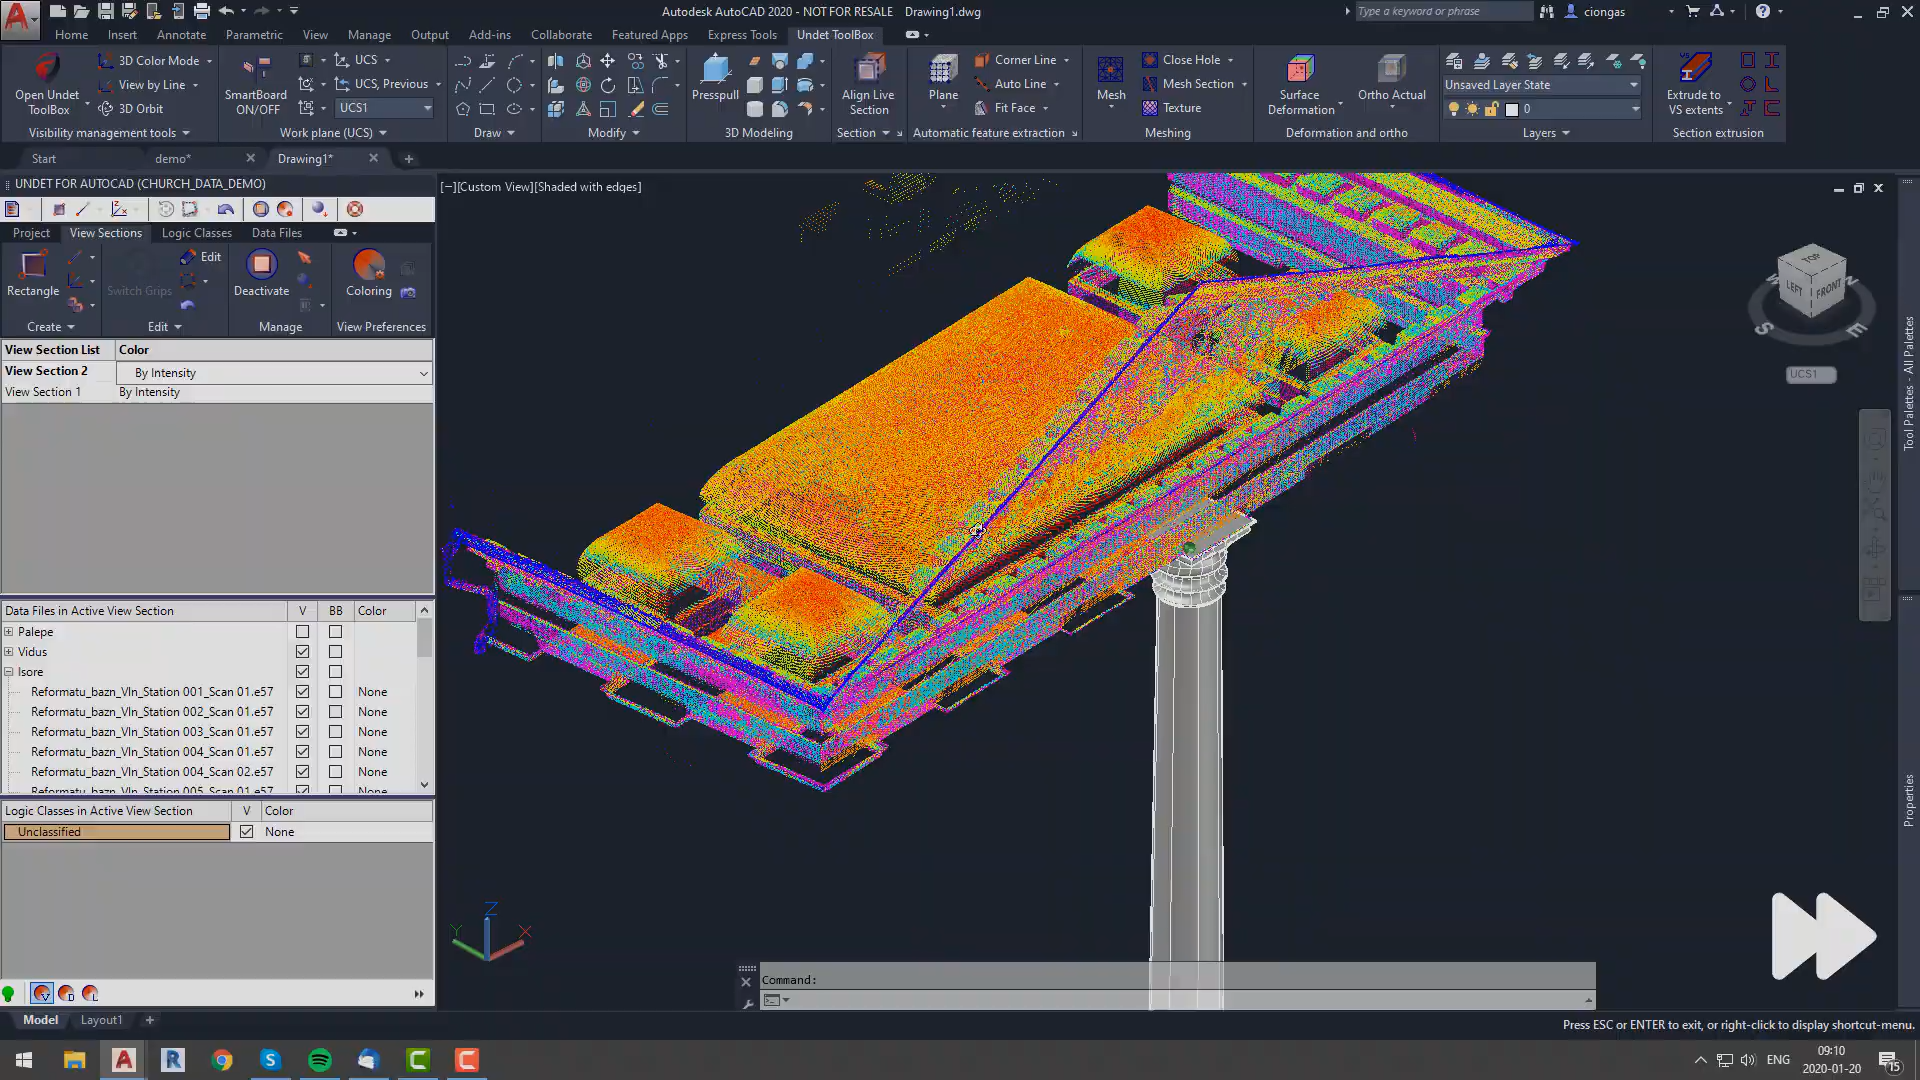 Autodesk AutoCAD 2020 - NOT FOR RESALE Drawing1.dwg
Type a keyword or phrase
ciongas
Home Insert Annotate Parametric View Manage Output Add-ins Collaborate Featured Apps Express Tools Undet ToolBox
3D Color Mode
View by Line
3D Orbit
Open Undet
ToolBox
Visibility management tools
SmartBoard
ON/OFF
UCS
UCS, Previous
UCS1
Work plane (UCS)
Draw
Modify
Presspull
3D Modeling
Align Live
Section
Section
Plane
Corner Line
Auto Line
Fit Face
Automatic feature extraction
Mesh
Close Hole
Mesh Section
Texture
Meshing
Surface
Deformation
Ortho Actual
Deformation and ortho
Unsaved Layer State
0
Layers
Extrude to
VS extents
Section extrusion
Start demo* Drawing1*
UNDET FOR AUTOCAD (CHURCH_DATA_DEMO)
Project View Sections Logic Classes Data Files
Rectangle
Create
Switch Grips
Edit
Edit
Deactivate
Manage
Coloring
View Preferences
View Section List Color
View Section 2 By Intensity
View Section 1 By Intensity
Data Files in Active View Section V BB Color
Palepe
Vidus
Isore
Reformatu_bazn_Vln_Station 001_Scan 01.e57 None
Reformatu_bazn_Vln_Station 002_Scan 01.e57 None
Reformatu_bazn_Vln_Station 003_Scan 01.e57 None
Reformatu_bazn_Vln_Station 004_Scan 01.e57 None
Reformatu_bazn_Vln_Station 004_Scan 02.e57 None
Reformatu_bazn_Vln_Station 005_Scan 01.e57 None
Logic Classes in Active View Section V Color
Unclassified None
[−][Custom View][Shaded with edges]
TOP
LEFT
FRONT
W
N
S
E
UCS1
Tool Palettes - All Palettes
Properties
Z
Y
X
Command:
Model Layout1
Press ESC or ENTER to exit, or right-click to display shortcut-menu.
ENG
09:10
2020-01-20
15